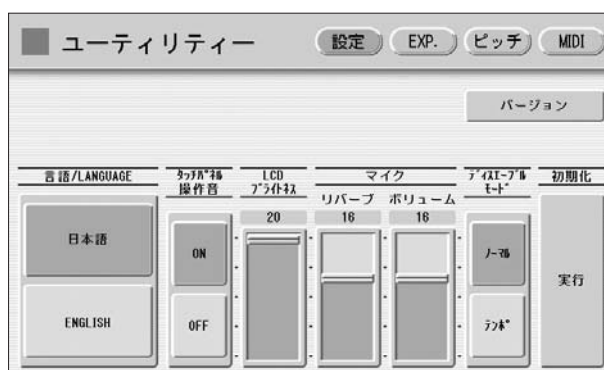 ユーティリティー
設定 EXP. ピッチ MIDI
バージョン
言語/LANGUAGE
タッチパネル
操作音
LCD
ブライトネス
マイク
ディスエーブル
モード
初期化
リバーブ ボリューム
20 16 16
日本語
ENGLISH
ON
OFF
ノーマル
テンポ
実行